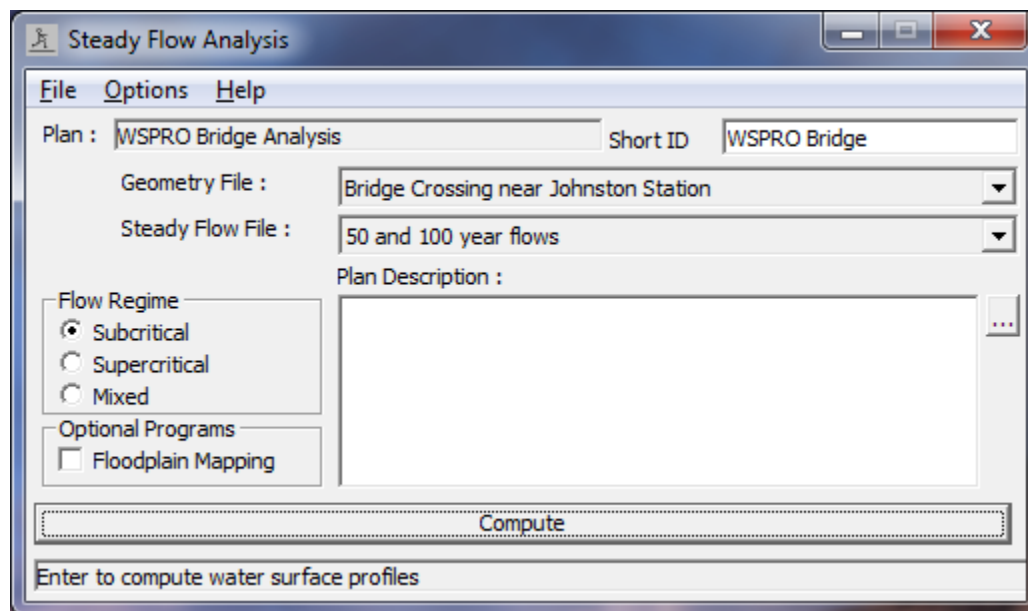 Steady Flow Analysis
File Options Help
Plan : WSPRO Bridge Analysis Short ID WSPRO Bridge
Geometry File : Bridge Crossing near Johnston Station
Steady Flow File : 50 and 100 year flows
Plan Description :
Flow Regime
Subcritical
Supercritical
Mixed
...
Optional Programs
Floodplain Mapping
Compute
Enter to compute water surface profiles